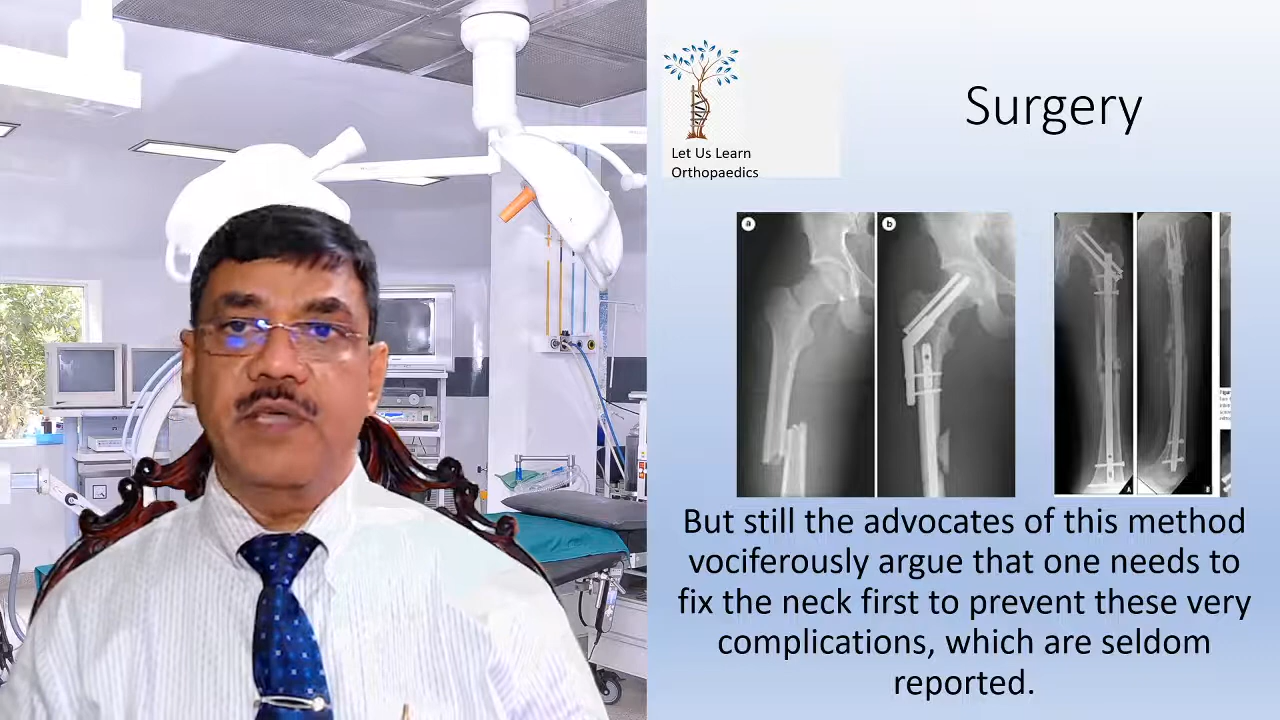 Let Us Learn
Orthopaedics
Surgery
a
b
A
B
But still the advocates of this method
vociferously argue that one needs to
fix the neck first to prevent these very
complications, which are seldom
reported.